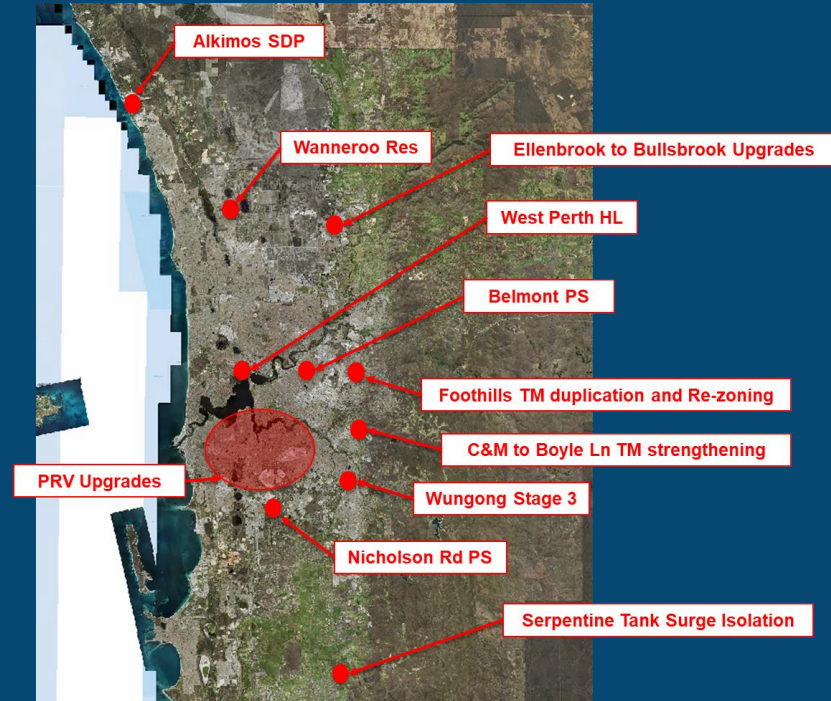 Alkimos SDP
Wanneroo Res
Ellenbrook to Bullsbrook Upgrades
West Perth HL
Belmont PS
Foothills TM duplication and Re-zoning
C&M to Boyle Ln TM strengthening
PRV Upgrades
Wungong Stage 3
Nicholson Rd PS
Serpentine Tank Surge Isolation